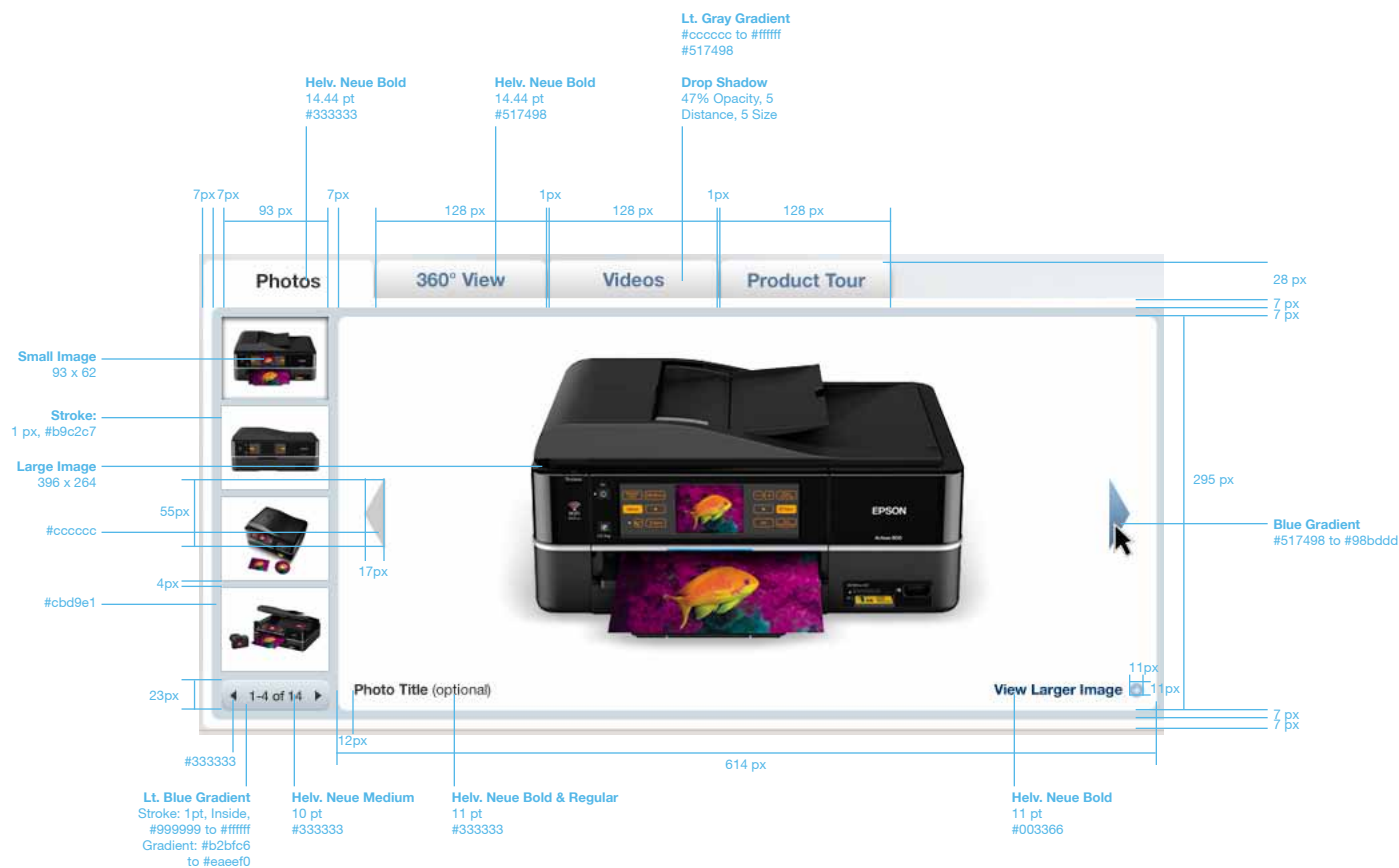 Lt. Gray Gradient
#cccccc to #ffffff
#517498
Helv. Neue Bold
14.44 pt
#333333
Helv. Neue Bold
14.44 pt
#517498
Drop Shadow
47% Opacity, 5
Distance, 5 Size
7px 7px 7px 1px 1px
93 px 128 px 128 px 128 px
Photos 360° View Videos Product Tour
28 px
7 px
7 px
Small Image
93 x 62
Stroke:
1 px, #b9c2c7
Large Image
396 x 264
55px
#cccccc
17px
4px
#cbd9e1
EPSON
295 px
Blue Gradient
#517498 to #98bddd
23px
1-4 of 14
Photo Title (optional)
View Larger Image
11px
11px
7 px
7 px
12px
614 px
#333333
Lt. Blue Gradient
Stroke: 1pt, Inside,
#999999 to #ffffff
Gradient: #b2bfc6
to #eaeef0
Helv. Neue Medium
10 pt
#333333
Helv. Neue Bold & Regular
11 pt
#333333
Helv. Neue Bold
11 pt
#003366